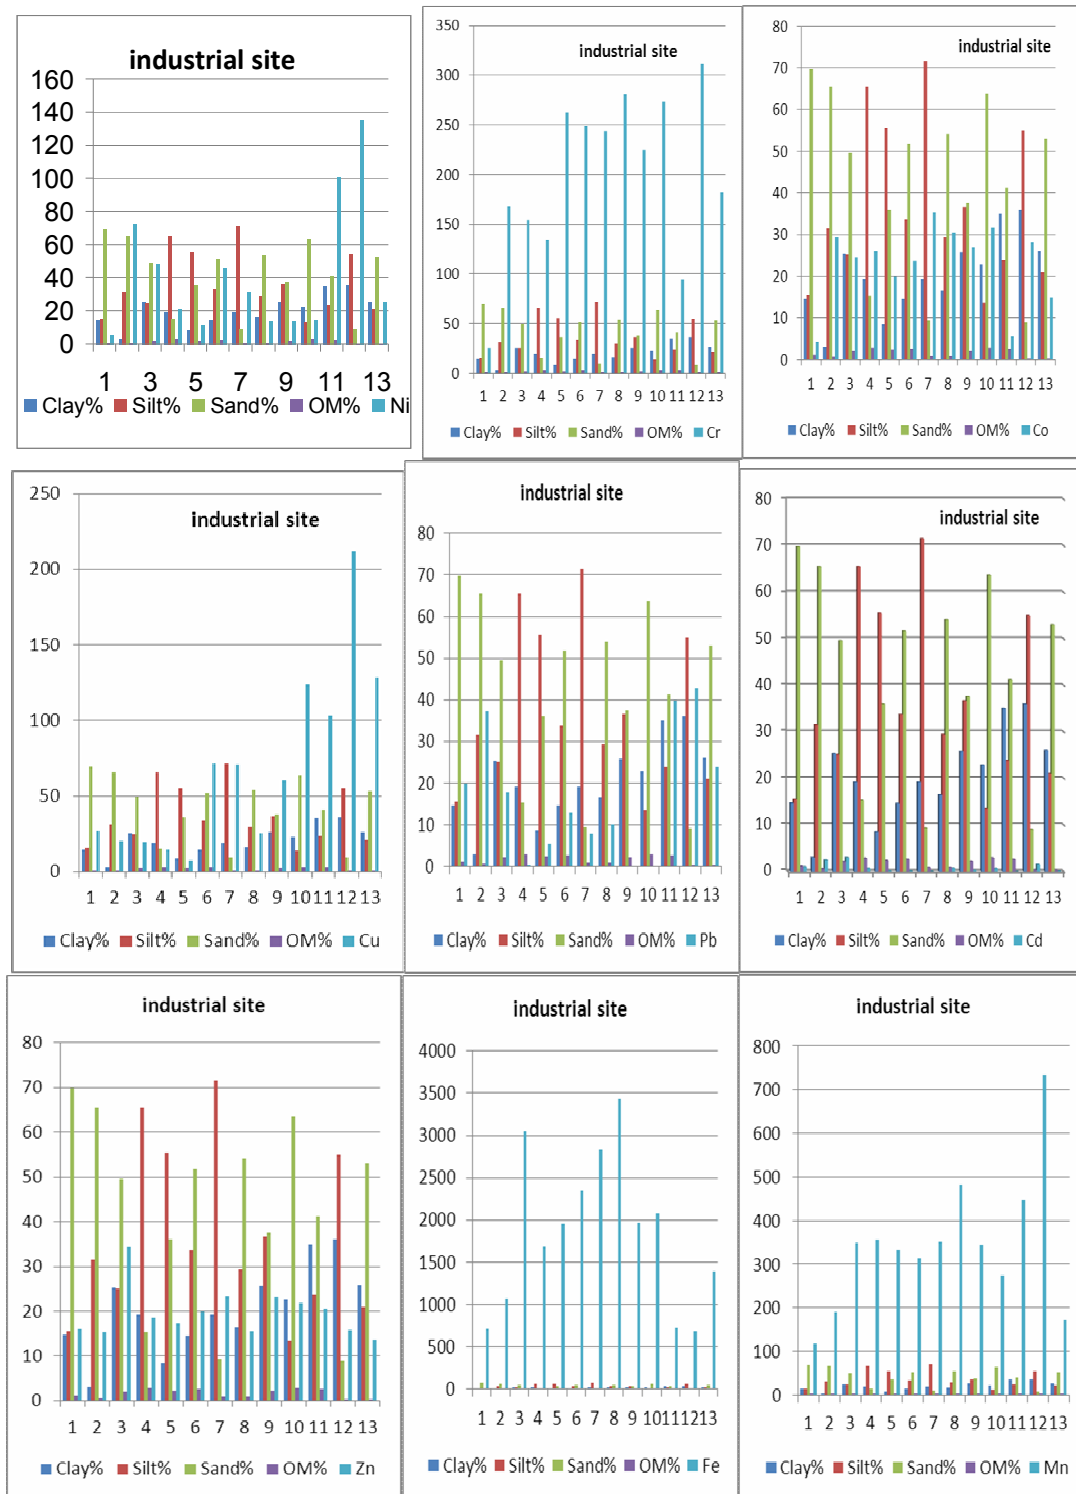 industrial site
160
140
120
100
80
60
40
20
0
1 3 5 7 9 11 13
Clay% Silt% Sand% OM% Ni
350
industrial site
300
250
200
150
100
50
0
1 2 3 4 5 6 7 8 9 10 11 12 13
Clay% Silt% Sand% OM% Cr
80
industrial site
70
60
50
40
30
20
10
0
1 2 3 4 5 6 7 8 9 10 11 12 13
Clay% Silt% Sand% OM% Co
250
industrial site
200
150
100
50
0
1 2 3 4 5 6 7 8 9 10 11 12 13
Clay% Silt% Sand% OM% Cu
industrial site
80
70
60
50
40
30
20
10
0
1 2 3 4 5 6 7 8 9 10 11 12 13
Clay% Silt% Sand% OM% Pb
80
industrial site
70
60
50
40
30
20
10
0
1 2 3 4 5 6 7 8 9 10 11 12 13
Clay% Silt% Sand% OM% Cd
industrial site
80
70
60
50
40
30
20
10
0
1 2 3 4 5 6 7 8 9 10 11 12 13
Clay% Silt% Sand% OM% Zn
industrial site
4000
3500
3000
2500
2000
1500
1000
500
0
1 2 3 4 5 6 7 8 9 10 11 12 13
Clay% Silt% Sand% OM% Fe
industrial site
800
700
600
500
400
300
200
100
0
1 2 3 4 5 6 7 8 9 10 11 12 13
Clay% Silt% Sand% OM% Mn